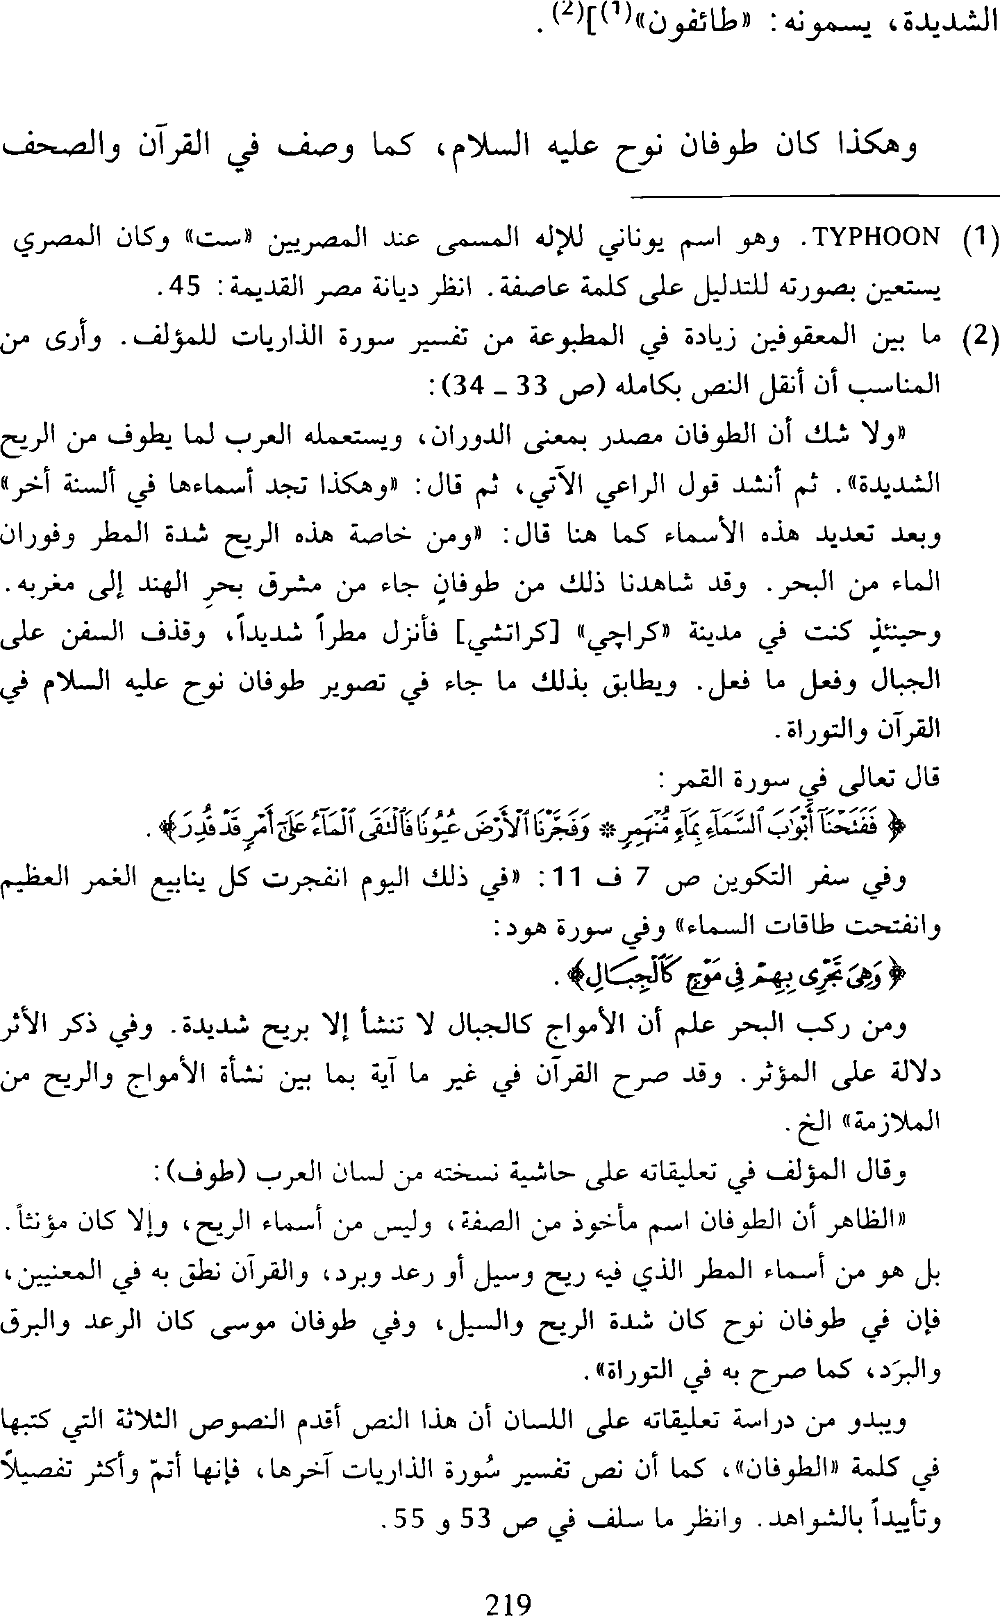 الشديدة، يسمونه: «طائفون»(1)](2).
وهكذا كان طوفان نوح عليه السلام، كما وصف في القرآن والصحف
(1) TYPHOON. وهو اسم يوناني للإله المسمى عند المصريين «ست» وكان المصري
يستعين بصورته للتدليل على كلمة عاصفة. انظر ديانة مصر القديمة: 45.
(2) ما بين المعقوفين زيادة في المطبوعة من تفسير سورة الذاريات للمؤلف. وأرى من
المناسب أن أنقل النص بكامله (ص 33 ـ 34):
«ولا شك أن الطوفان مصدر بمعنى الدوران، ويستعمله العرب لما يطوف من الريح
الشديدة». ثم أنشد قول الراعي الآتي، ثم قال: «وهكذا تجد أسماءها في ألسنة أخر»
وبعد تعديد هذه الأسماء كما هنا قال: «ومن خاصة هذه الريح شدة المطر وفوران
الماء من البحر. وقد شاهدنا ذلك من طوفانٍ جاء من مشرق بحرِ الهند إلى مغربه.
وحينئذٍ كنت في مدينة «كراچي» [كراتشي] فأنزل مطراً شديداً، وقذف السفن على
الجبال وفعل ما فعل. ويطابق بذلك ما جاء في تصوير طوفان نوح عليه السلام في
القرآن والتوراة.
قال تعالى في سورة القمر:
﴿فَفَتَحْنَآ أَبْوَٰبَ ٱلسَّمَآءِ بِمَآءٍ مُّنْهَمِرٍ * وَفَجَّرْنَا ٱلْأَرْضَ عُيُونًا فَٱلْتَقَى ٱلْمَآءُ عَلَىٰٓ أَمْرٍ قَدْ قُدِرَ﴾.
وفي سفر التكوين ص 7 ف 11: «في ذلك اليوم انفجرت كل ينابيع الغمر العظيم
وانفتحت طاقات السماء» وفي سورة هود:
﴿وَهِىَ تَجْرِى بِهِمْ فِى مَوْجٍ كَٱلْجِبَالِ﴾.
ومن ركب البحر علم أن الأمواج كالجبال لا تنشأ إلا بريح شديدة. وفي ذكر الأثر
دلالة على المؤثر. وقد صرح القرآن في غير ما آية بما بين نشأة الأمواج والريح من
الملازمة» الخ.
وقال المؤلف في تعليقاته على حاشية نسخته من لسان العرب (طوف):
«الظاهر أن الطوفان اسم مأخوذ من الصفة، وليس من أسماء الريح، وإلا كان مؤنثاً.
بل هو من أسماء المطر الذي فيه ريح وسيل أو رعد وبرد، والقرآن نطق به في المعنيين،
فإن في طوفان نوح كان شدة الريح والسيل، وفي طوفان موسى كان الرعد والبرق
والبرَد، كما صرح به في التوراة».
ويبدو من دراسة تعليقاته على اللسان أن هذا النص أقدم النصوص الثلاثة التي كتبها
في كلمة «الطوفان»، كما أن نص تفسير سُورة الذاريات آخرها، فإنها أتمّ وأكثر تفصيلاً
وتأييداً بالشواهد. وانظر ما سلف في ص 53 و 55.
219